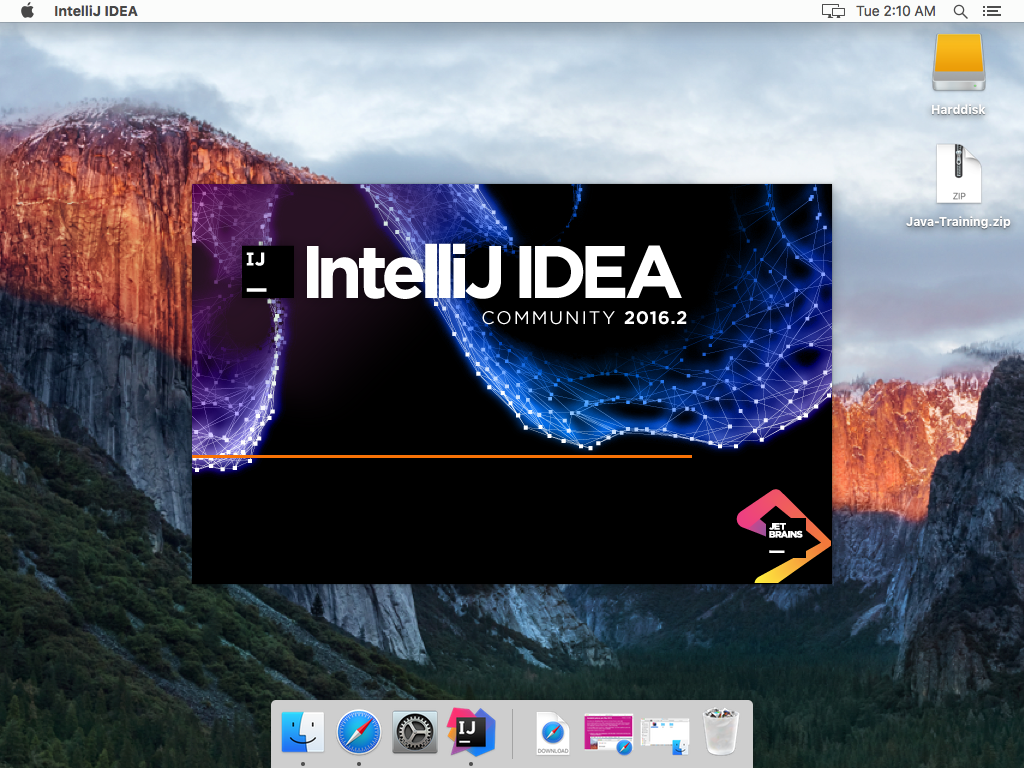 IntelliJ IDEA
Tue 2:10 AM
Harddisk
ZIP
Java-Training.zip
IJ
IntelliJ IDEA
COMMUNITY 2016.2
JET
BRAINS
IJ
DOWNLOAD